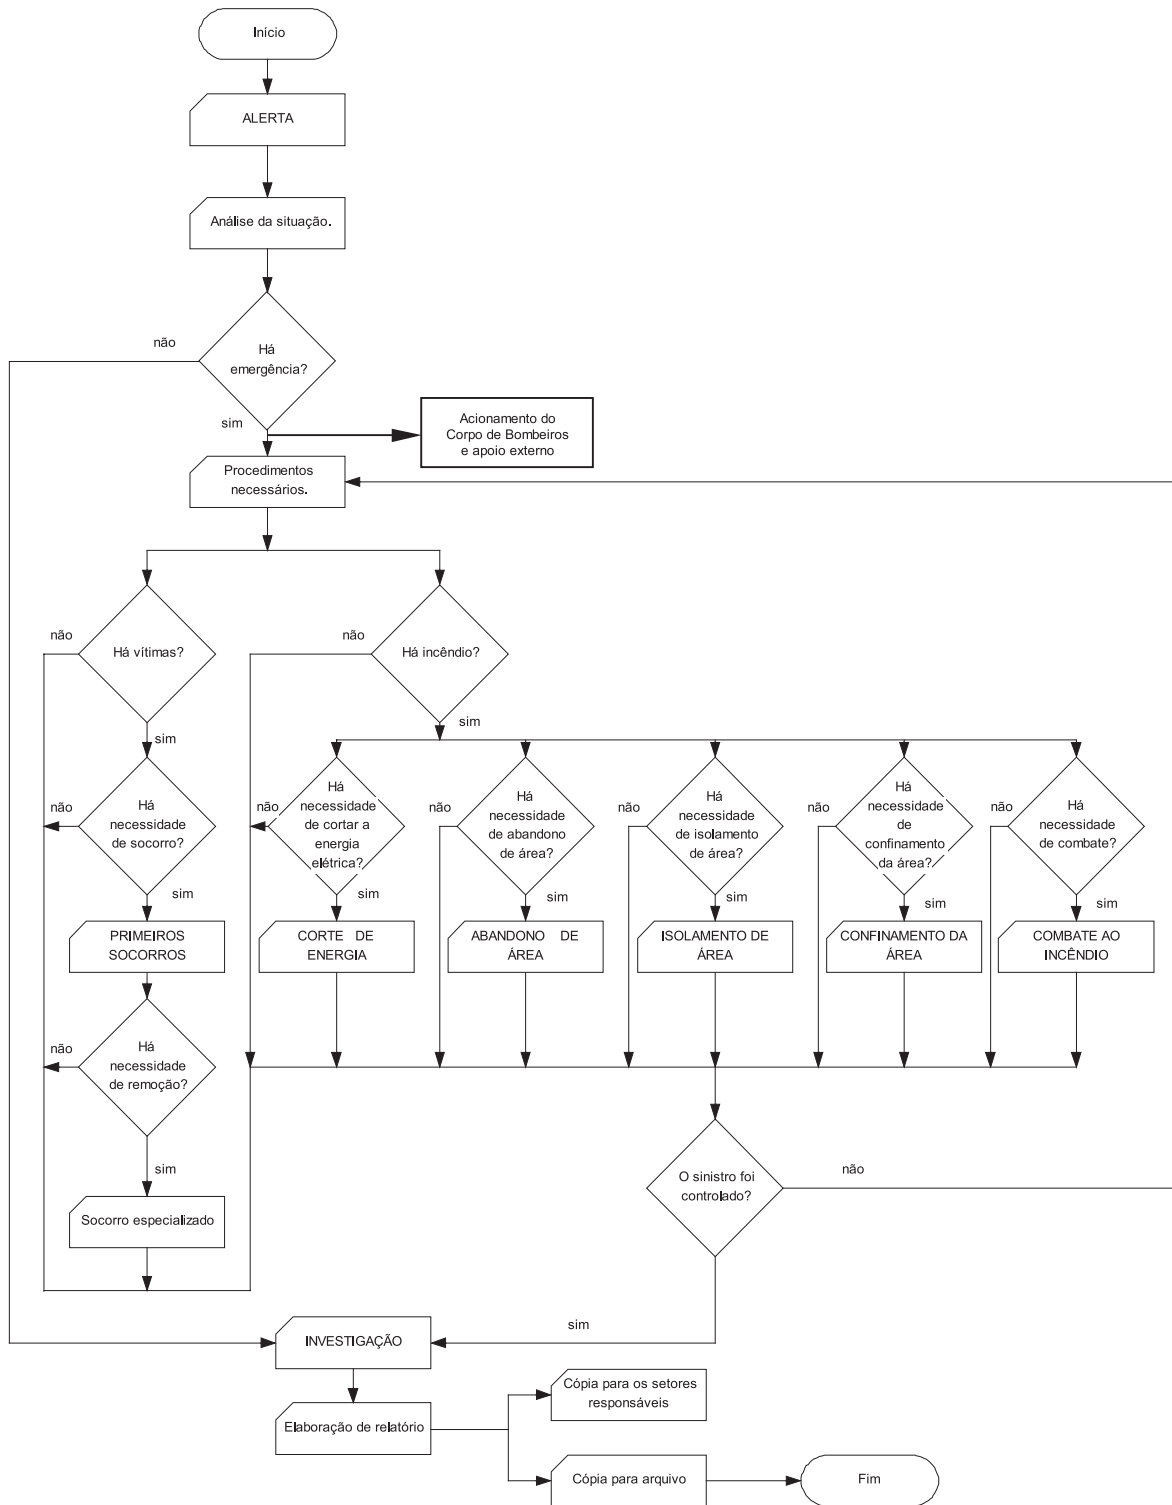 Início
ALERTA
Análise da situação.
não
Há
emergência?
sim
Acionamento do
Corpo de Bombeiros
e apoio externo
Procedimentos
necessários.
não
Há vítimas?
sim
não
Há incêndio?
sim
não
Há
necessidade
de socorro?
sim
não
Há
necessidade
de cortar a
energia
elétrica?
sim
não
Há
necessidade
de abandono
de área?
sim
não
Há
necessidade
de isolamento
de área?
sim
não
Há
necessidade
de
confinamento
da área?
sim
não
Há
necessidade
de combate?
sim
PRIMEIROS
SOCORROS
CORTE DE
ENERGIA
ABANDONO DE
ÁREA
ISOLAMENTO DE
ÁREA
CONFINAMENTO DA
ÁREA
COMBATE AO
INCÊNDIO
não
Há
necessidade
de remoção?
sim
Socorro especializado
O sinistro foi
controlado?
não
sim
INVESTIGAÇÃO
Elaboração de relatório
Cópia para os setores
responsáveis
Cópia para arquivo
Fim